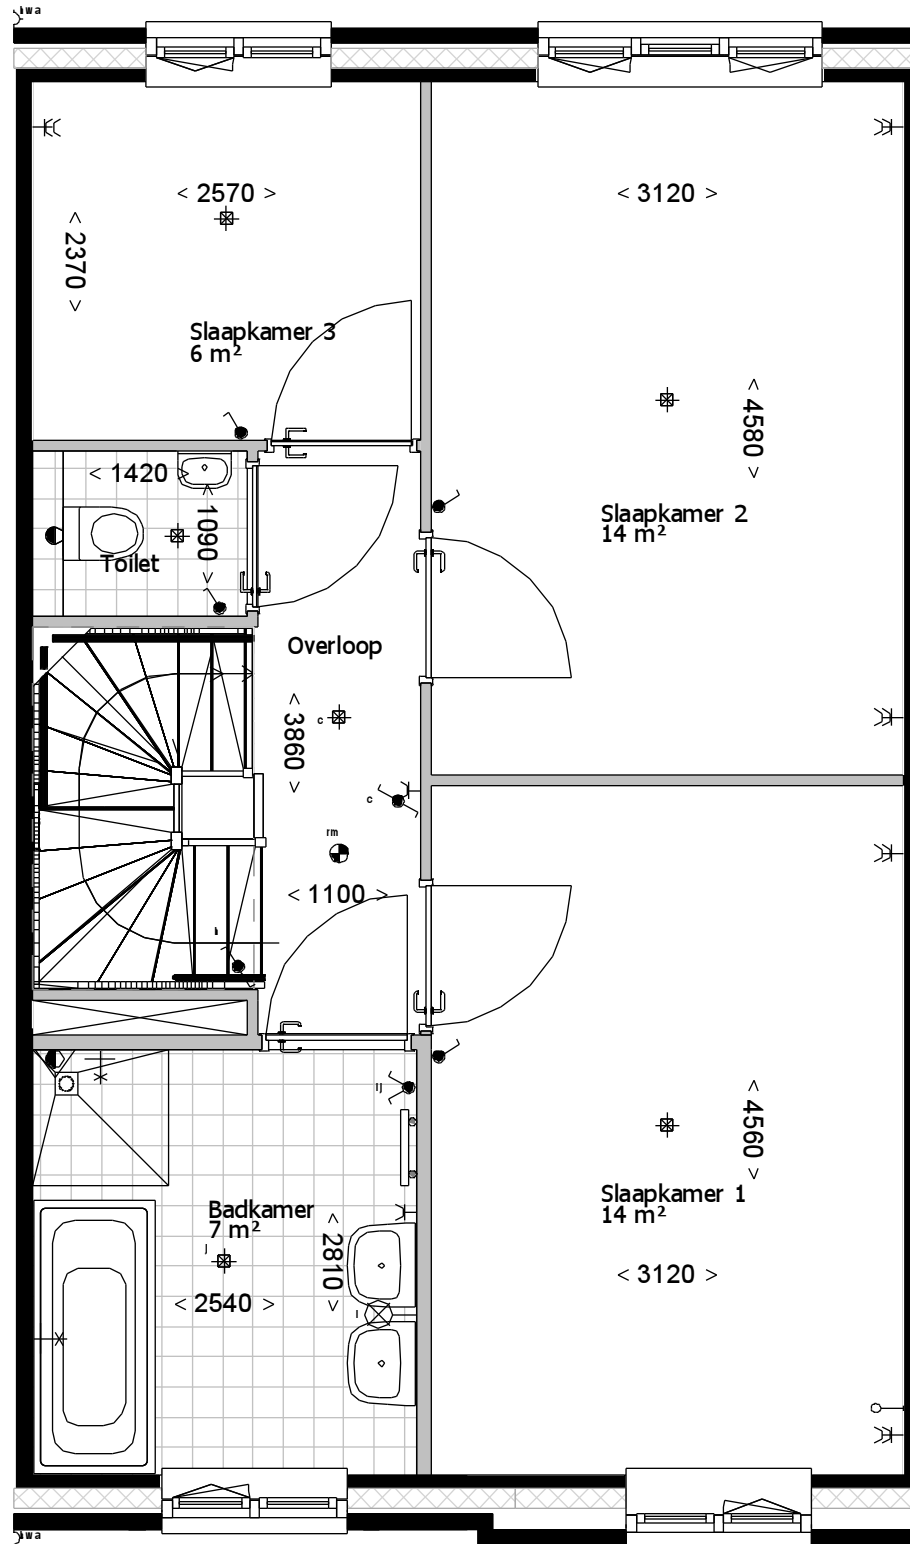 < 2570 >
< 3120 >
< 2370 >
Slaapkamer 3
6 m²
< 4580 >
< 1420 >
< 1090 >
Slaapkamer 2
14 m²
Toilet
Overloop
< 3860 >
c
c
rm
< 1100 >
< 4560 >
Slaapkamer 1
14 m²
Badkamer
7 m²
< 2810 >
< 2540 >
< 3120 >